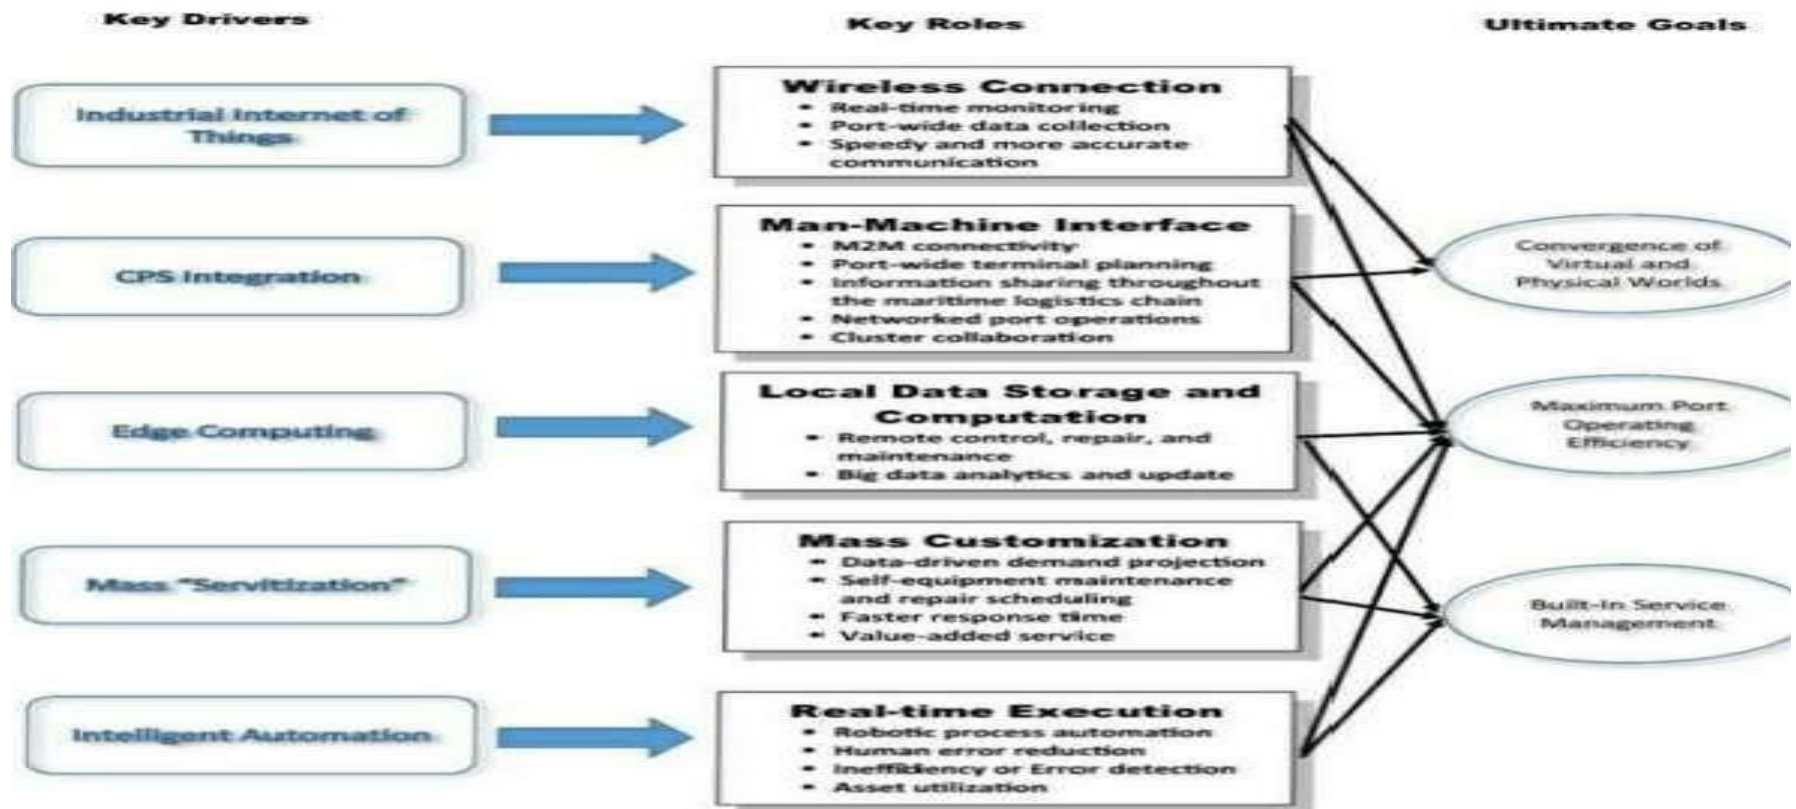 Key Drivers
Key Roles
Ultimate Goals
Industrial Internet of
Things
Wireless Connection
• Real-time monitoring
• Port-wide data collection
• Speedy and more accurate
communication
CPS Integration
Man-Machine Interface
• M2M connectivity
• Port-wide terminal planning
• Information sharing throughout
the maritime logistics chain
• Networked port operations
• Cluster collaboration
Edge Computing
Local Data Storage and
Computation
• Remote control, repair, and
maintenance
• Big data analytics and update
Mass "Servitization"
Mass Customization
• Data-driven demand projection
• Self-equipment maintenance
and repair scheduling
• Faster response time
• Value-added service
Intelligent Automation
Real-time Execution
• Robotic process automation
• Human error reduction
• Inefficiency or Error detection
• Asset utilization
Convergence of
Virtual and
Physical Worlds
Maximum Port
Operating
Efficiency
Built-In Service
Management